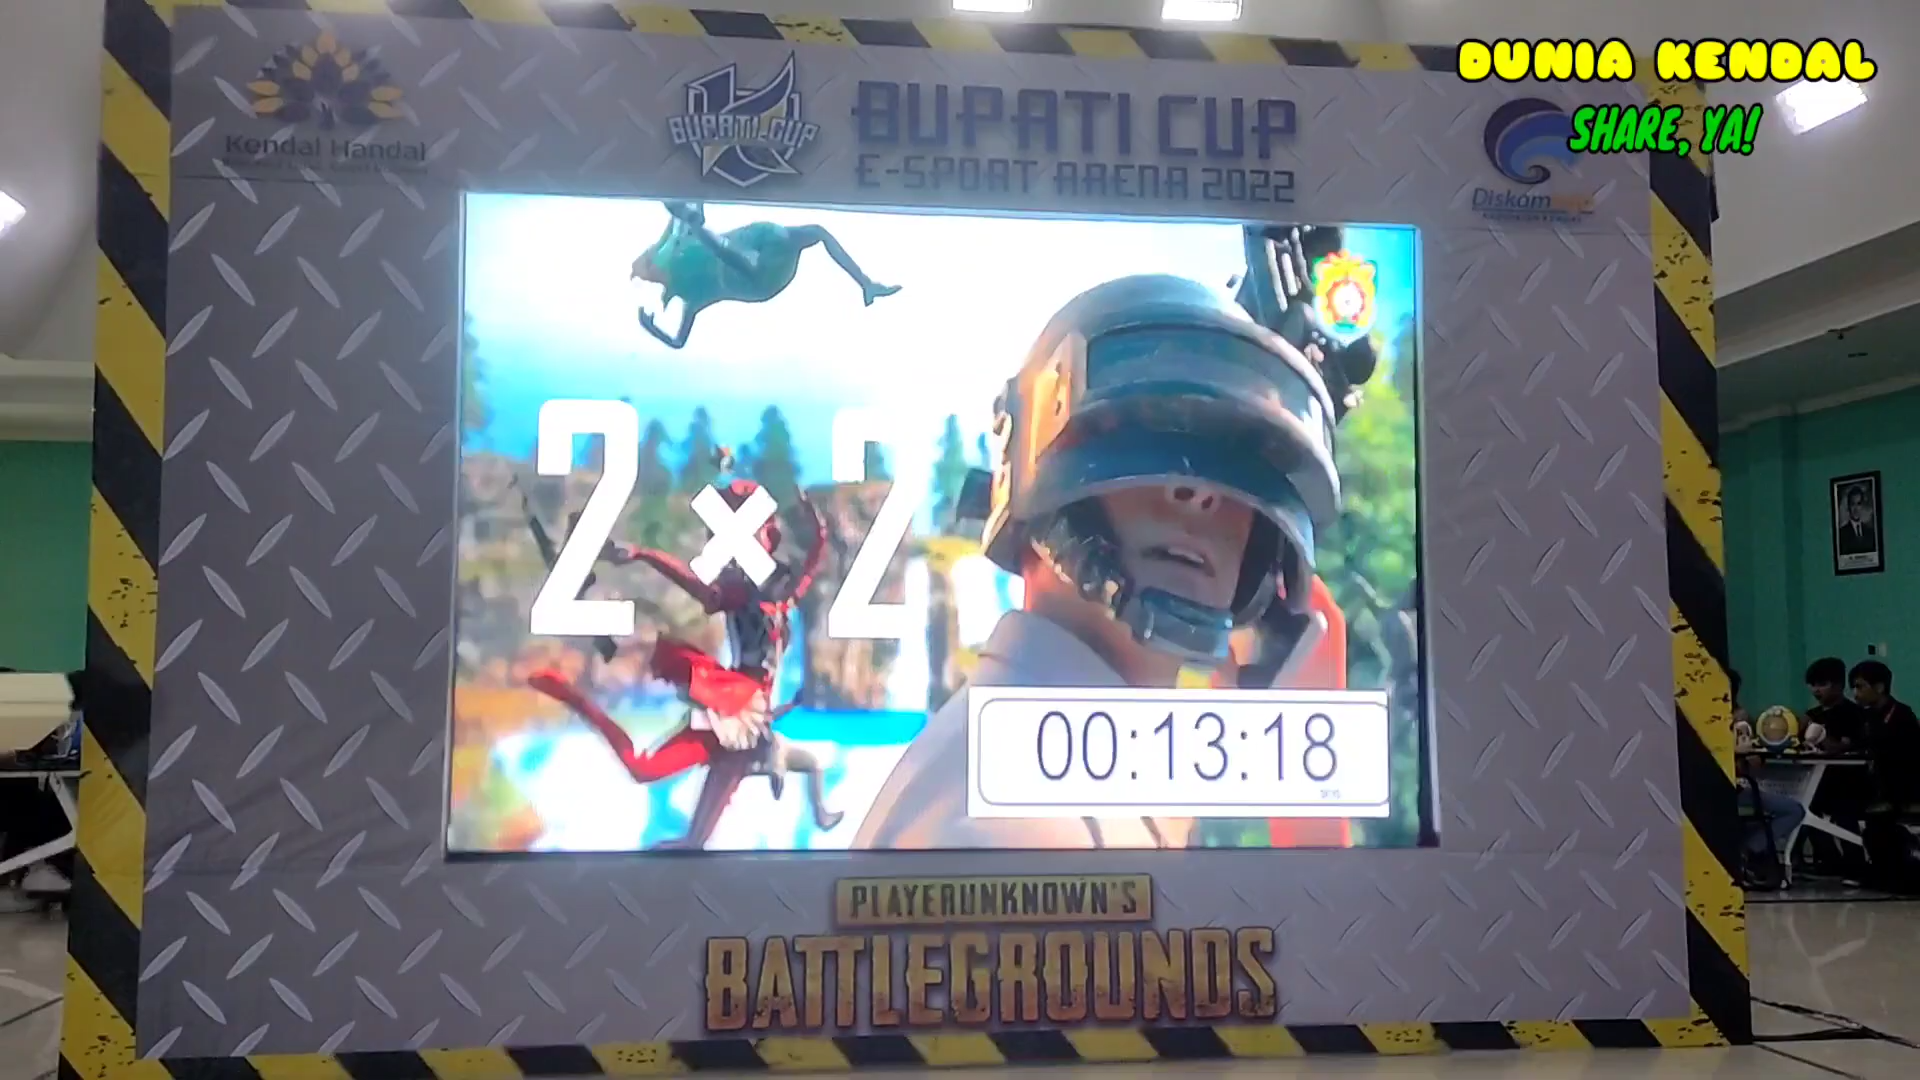 DUNIA KENDAL
SHARE, YA!
Kendal Handal
BUPATI CUP
BUPATI CUP
E-SPORT ARENA 2022
2×2
00:13:18
PLAYERUNKNOWN'S
BATTLEGROUNDS